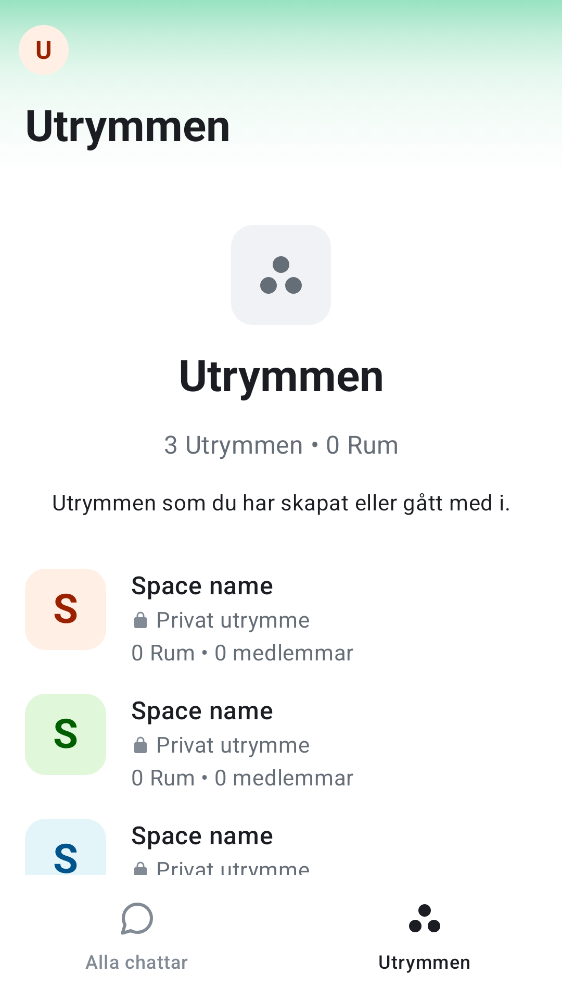 U
Utrymmen
Utrymmen
3 Utrymmen • 0 Rum
Utrymmen som du har skapat eller gått med i.
S
Space name
Privat utrymme
0 Rum • 0 medlemmar
S
Space name
Privat utrymme
0 Rum • 0 medlemmar
S
Space name
Privat utrymme
Alla chattar
Utrymmen